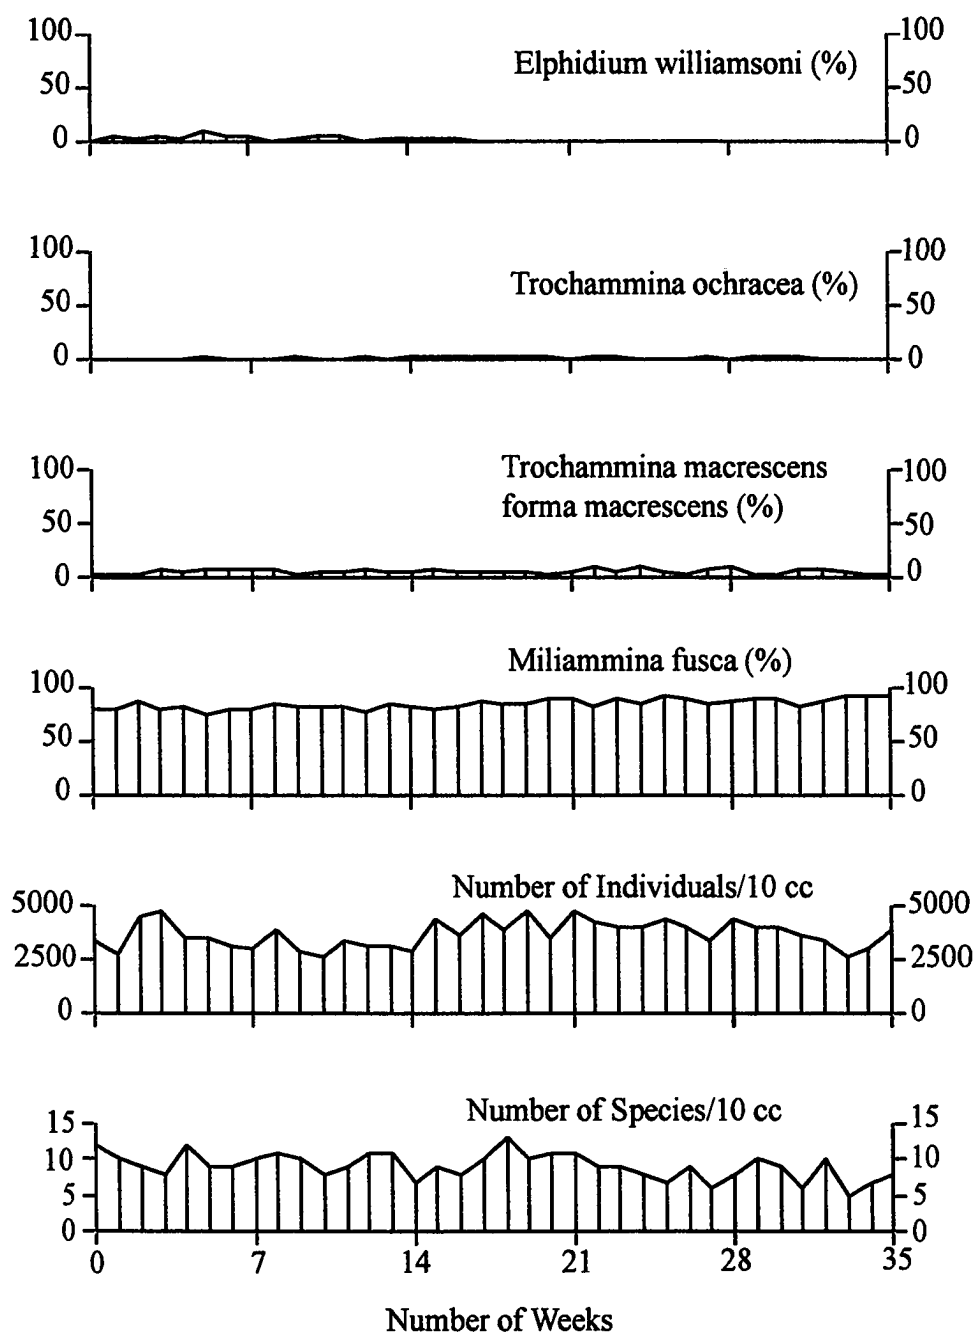 100 100
Elphidium williamsoni (%)
50 50
0 0
100 100
Trochammina ochracea (%)
50 50
0 0
100 100
Trochammina macrescens
forma macrescens (%)
50 50
0 0
Miliammina fusca (%)
100 100
50 50
0 0
Number of Individuals/10 cc
5000 5000
2500 2500
0 0
Number of Species/10 cc
15 15
10 10
5 5
0 0
0 7 14 21 28 35
Number of Weeks